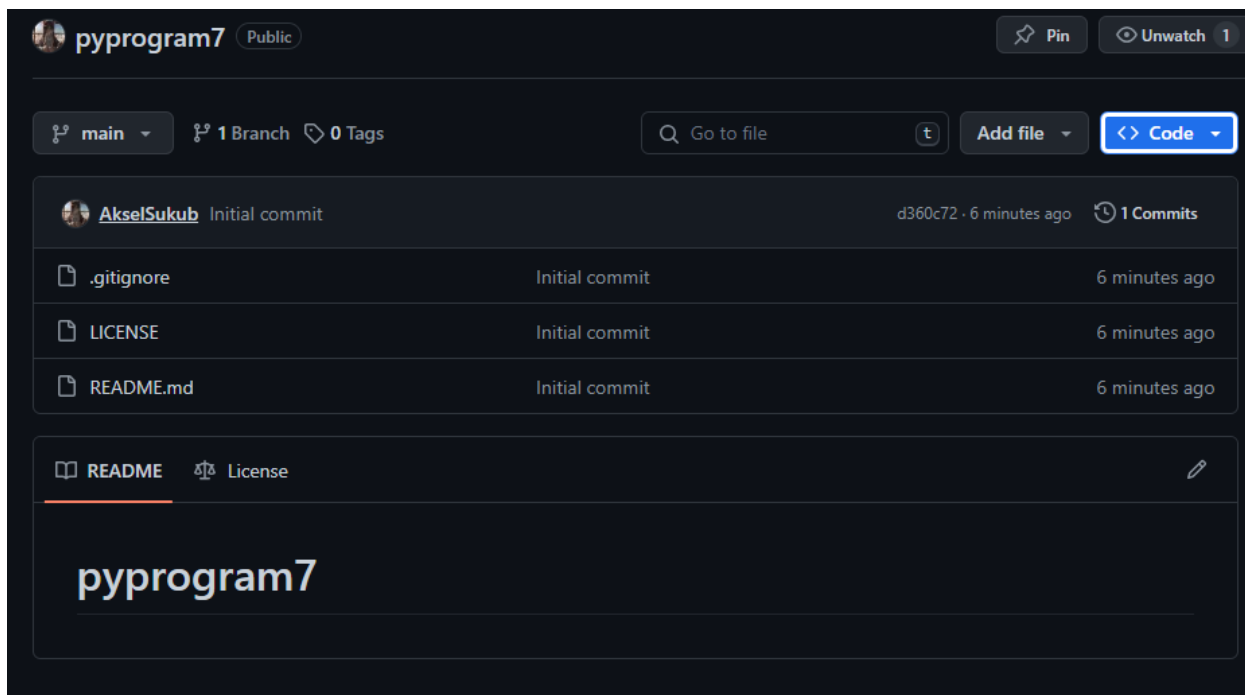 pyprogram7 Public Pin Unwatch 1
main 1 Branch 0 Tags Go to file t Add file Code
AkselSukub Initial commit d360c72 · 6 minutes ago 1 Commits
.gitignore Initial commit 6 minutes ago
LICENSE Initial commit 6 minutes ago
README.md Initial commit 6 minutes ago
README License
pyprogram7